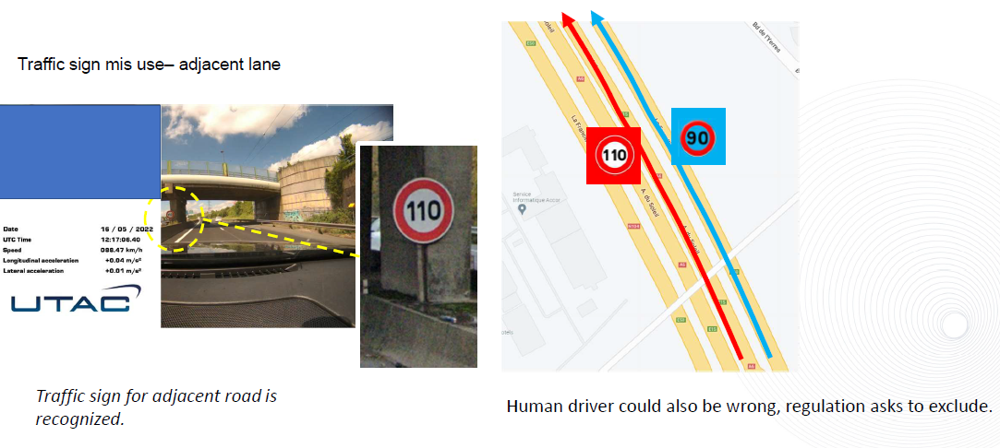 Traffic sign mis use– adjacent lane
Date 16 / 05 / 2022
UTC Time 12:17:06.40
Speed 086.47 km/h
Longitudinal acceleration +0.04 m/s²
Lateral acceleration +0.01 m/s²
UTAC
110
Traffic sign for adjacent road is
recognized.
Bd de l'Yerres
110
90
A. du Soleil
A. du Soleil
Service
Informatique Accor
Human driver could also be wrong, regulation asks to exclude.